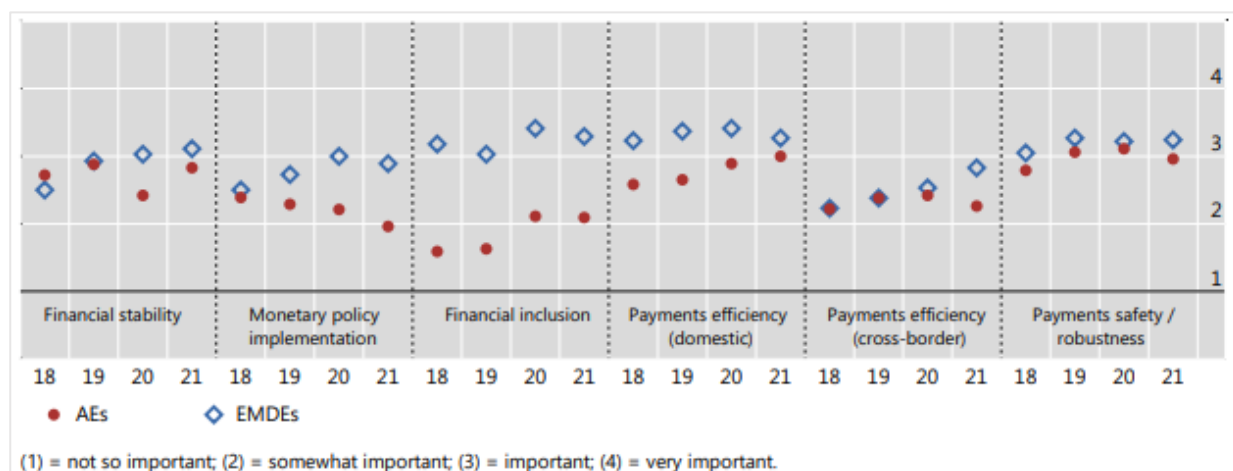 4
3
2
1
Financial stability
Monetary policy
implementation
Financial inclusion
Payments efficiency
(domestic)
Payments efficiency
(cross-border)
Payments safety /
robustness
18 19 20 21 18 19 20 21 18 19 20 21 18 19 20 21 18 19 20 21 18 19 20 21
AEs EMDEs
(1) = not so important; (2) = somewhat important; (3) = important; (4) = very important.